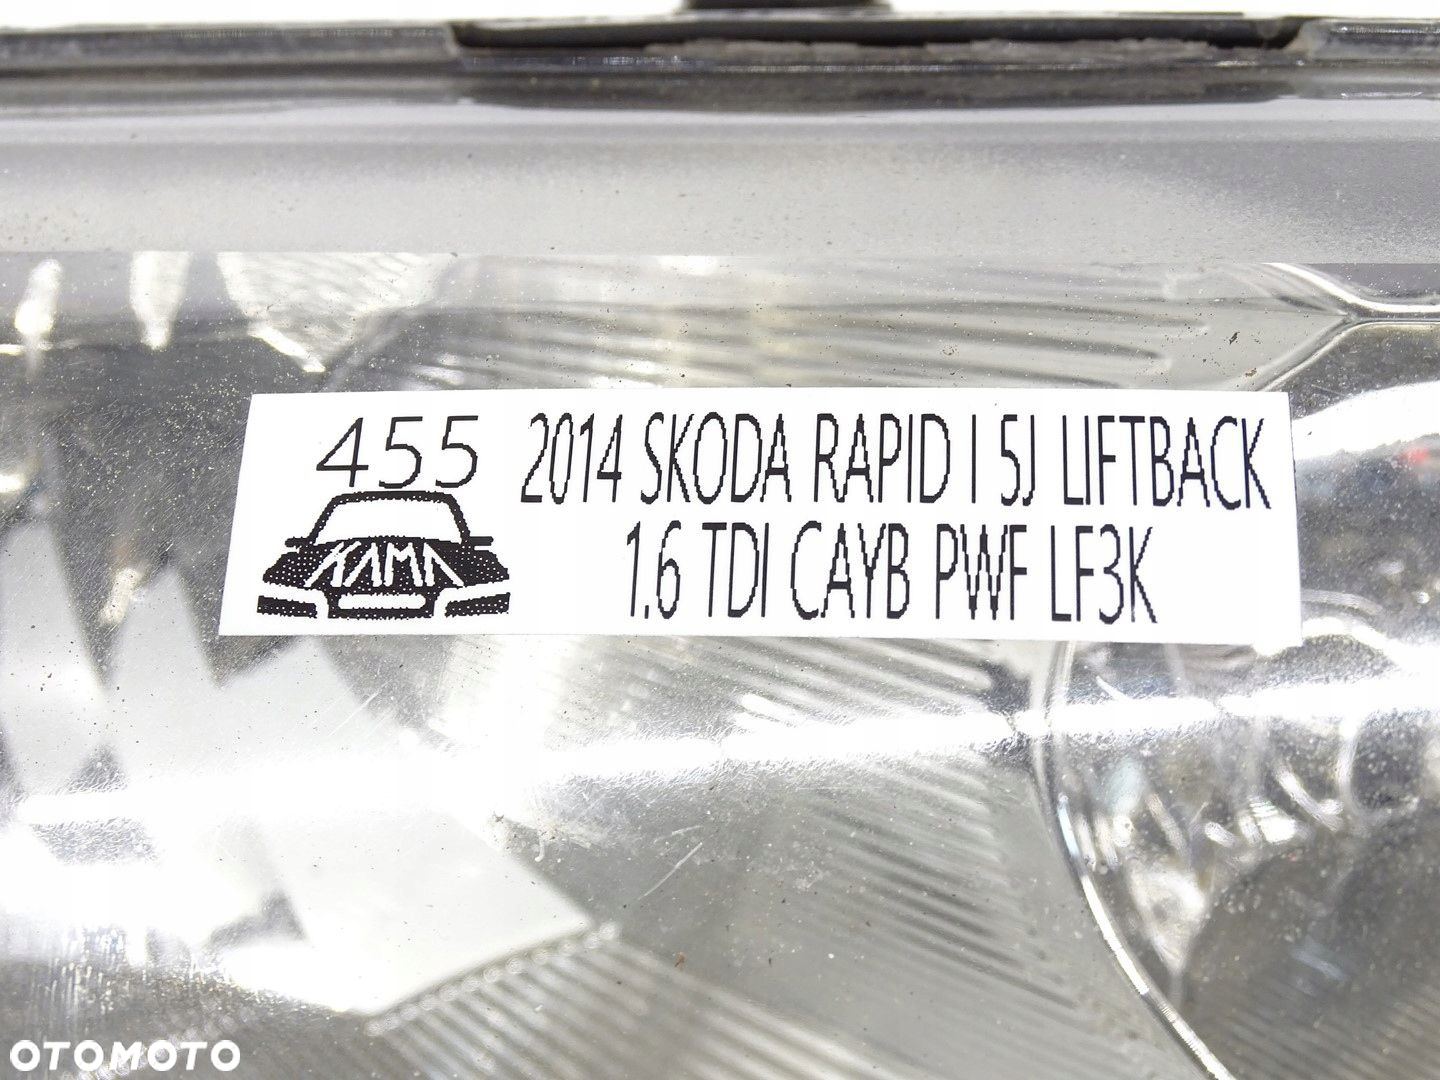 455
2014 SKODA RAPID I 5J LIFTBACK
1.6 TDI CAYB PWF LF3K
KAMA
OTOMOTO